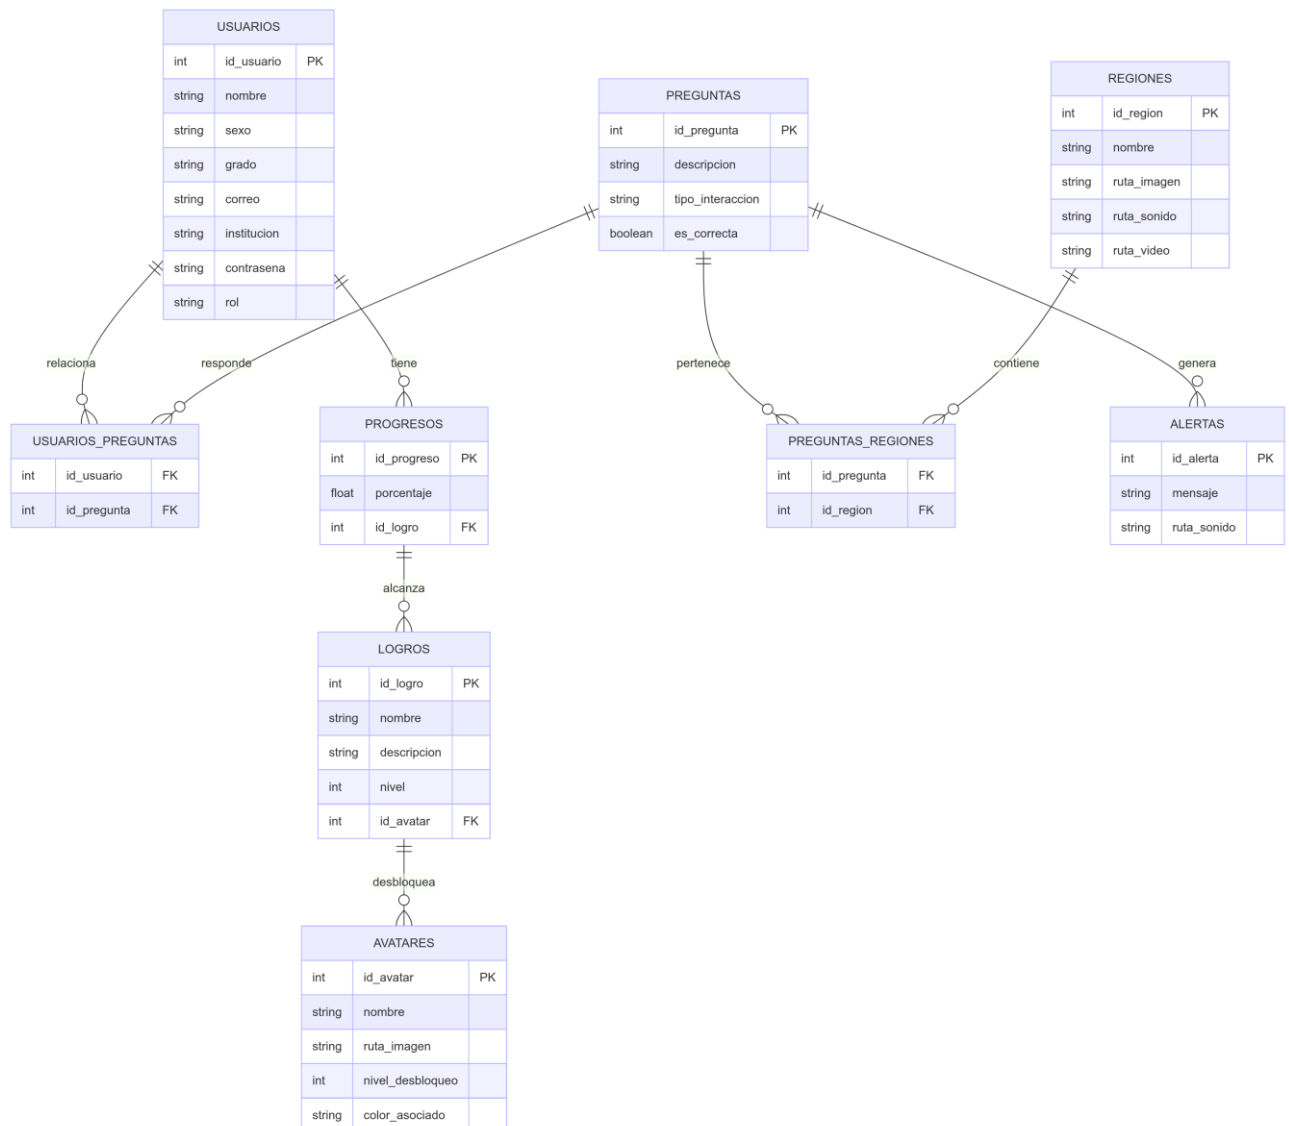 USUARIOS
int id_usuario PK
string nombre
string sexo
string grado
string correo
string institucion
string contrasena
string rol
PREGUNTAS
int id_pregunta PK
string descripcion
string tipo_interaccion
boolean es_correcta
REGIONES
int id_region PK
string nombre
string ruta_imagen
string ruta_sonido
string ruta_video
relaciona
responde
tiene
pertenece
contiene
genera
USUARIOS_PREGUNTAS
int id_usuario FK
int id_pregunta FK
PROGRESOS
int id_progreso PK
float porcentaje
int id_logro FK
PREGUNTAS_REGIONES
int id_pregunta FK
int id_region FK
ALERTAS
int id_alerta PK
string mensaje
string ruta_sonido
alcanza
LOGROS
int id_logro PK
string nombre
string descripcion
int nivel
int id_avatar FK
desbloquea
AVATARES
int id_avatar PK
string nombre
string ruta_imagen
int nivel_desbloqueo
string color_asociado